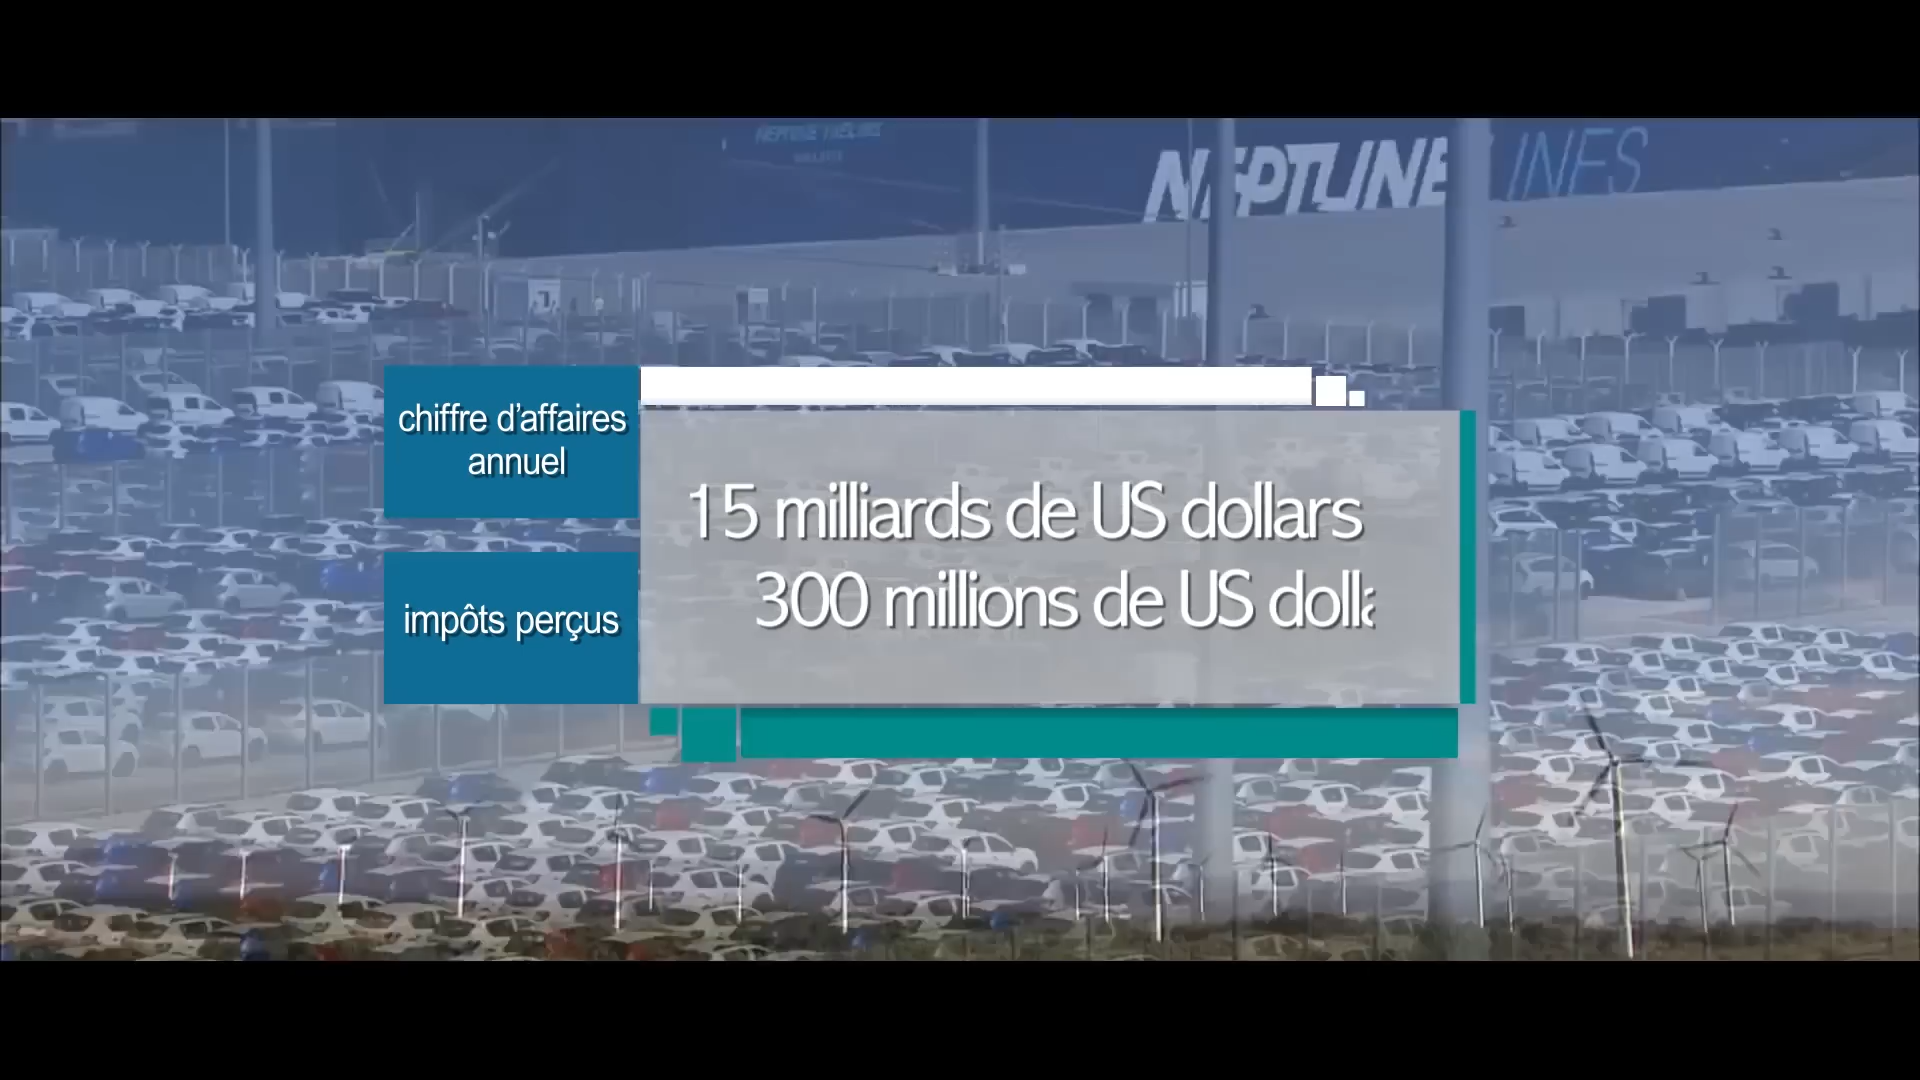 NEPTUNE LINES
chiffre d'affaires
annuel
15 milliards de US dollars
300 millions de US doll
impôts perçus